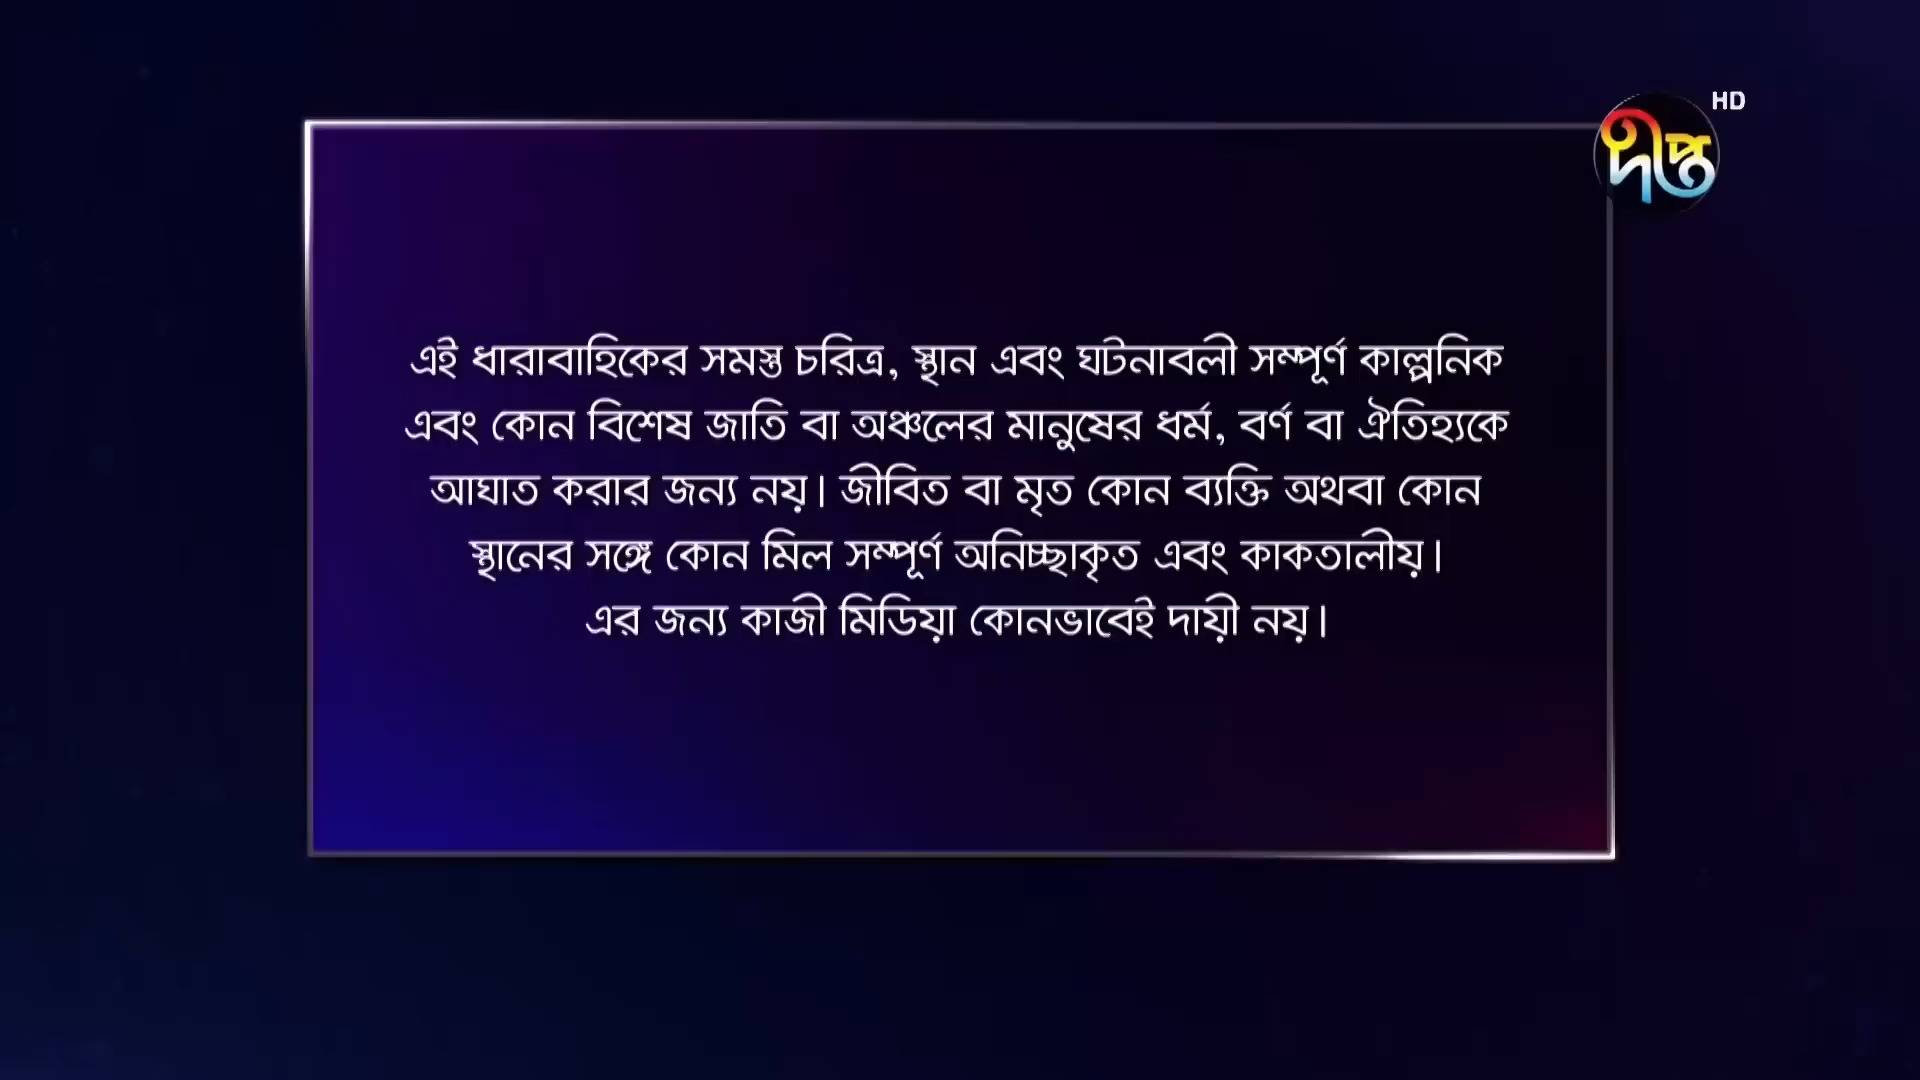 HD
দীপ্ত
এই ধারাবাহিকের সমস্ত চরিত্র, স্থান এবং ঘটনাবলী সম্পূর্ণ কাল্পনিক
এবং কোন বিশেষ জাতি বা অঞ্চলের মানুষের ধর্ম, বর্ণ বা ঐতিহ্যকে
আঘাত করার জন্য নয়। জীবিত বা মৃত কোন ব্যক্তি অথবা কোন
স্থানের সঙ্গে কোন মিল সম্পূর্ণ অনিচ্ছাকৃত এবং কাকতালীয়।
এর জন্য কাজী মিডিয়া কোনভাবেই দায়ী নয়।